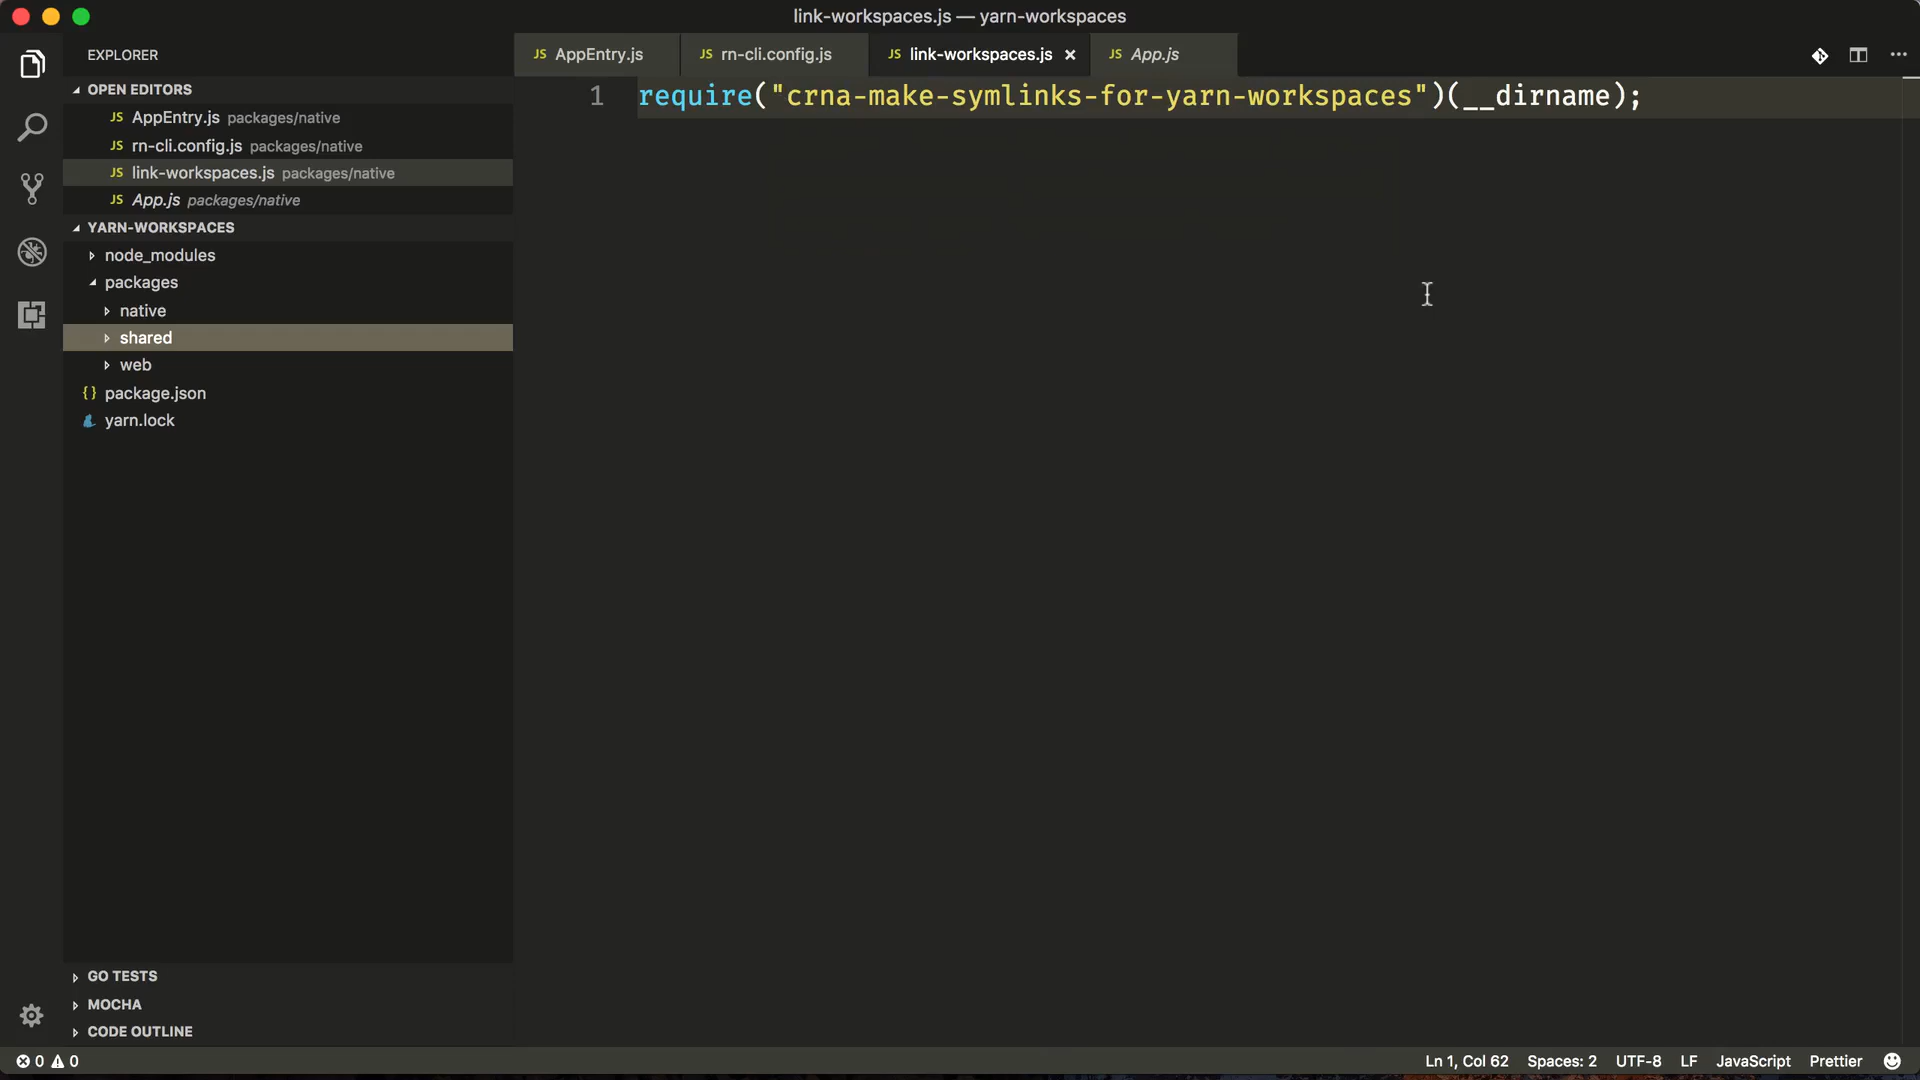 link-workspaces.js — yarn-workspaces
EXPLORER
JS AppEntry.js
JS rn-cli.config.js
JS link-workspaces.js ×
JS App.js
OPEN EDITORS
JS AppEntry.js packages/native
JS rn-cli.config.js packages/native
JS link-workspaces.js packages/native
JS App.js packages/native
YARN-WORKSPACES
node_modules
packages
native
shared
web
{} package.json
yarn.lock
GO TESTS
MOCHA
CODE OUTLINE
1 require("crna-make-symlinks-for-yarn-workspaces")(__dirname);
0 0
Ln 1, Col 62 Spaces: 2 UTF-8 LF JavaScript Prettier